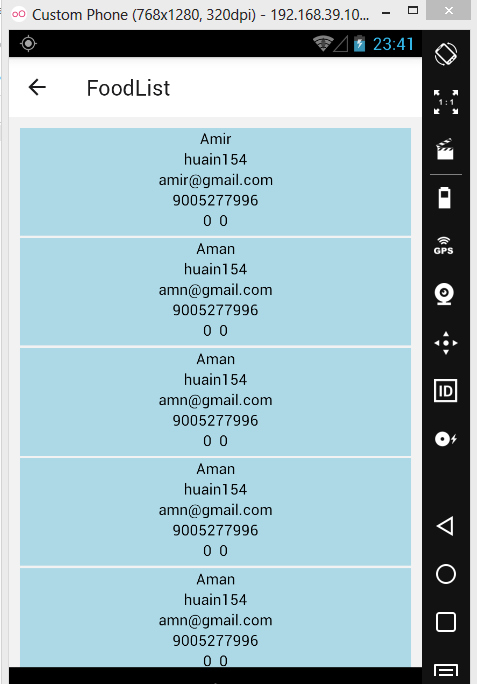 Custom Phone (768x1280, 320dpi) - 192.168.39.10...
23:41
FoodList
Amir
huain154
amir@gmail.com
9005277996
0 0
Aman
huain154
amn@gmail.com
9005277996
0 0
Aman
huain154
amn@gmail.com
9005277996
0 0
Aman
huain154
amn@gmail.com
9005277996
0 0
Aman
huain154
amn@gmail.com
9005277996
0 0
1:1
GPS
ID